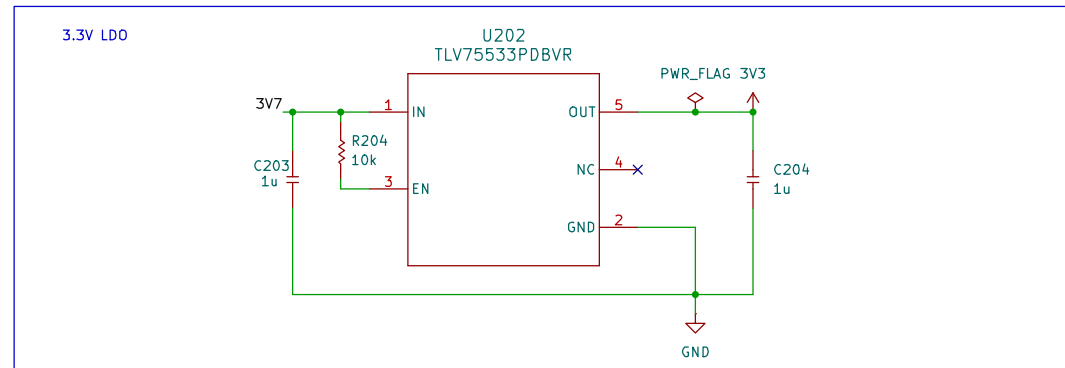 3.3V LDO
U202
TLV75533PDBVR
PWR_FLAG 3V3
3V7
1
IN
OUT
5
R204
10k
C203
1u
NC
4
C204
1u
3
EN
GND
2
GND